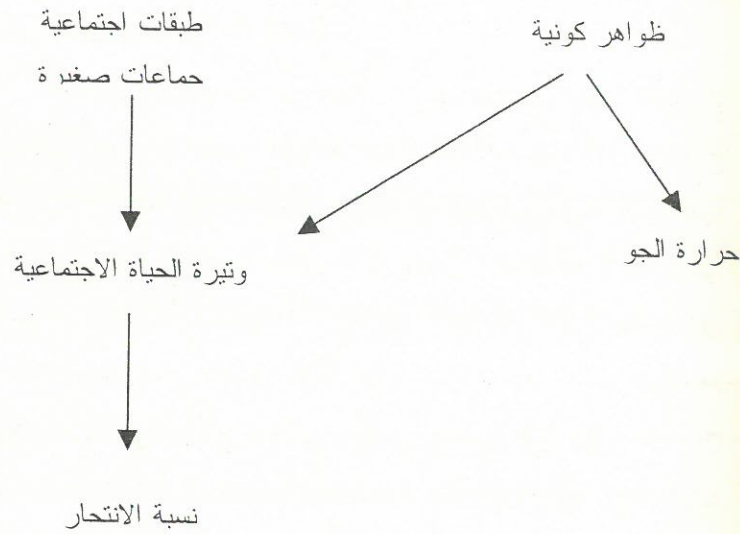 طبقات اجتماعية
جماعات صغيرة
ظواهر كونية
وتيرة الحياة الاجتماعية
حرارة الجو
نسبة الانتحار